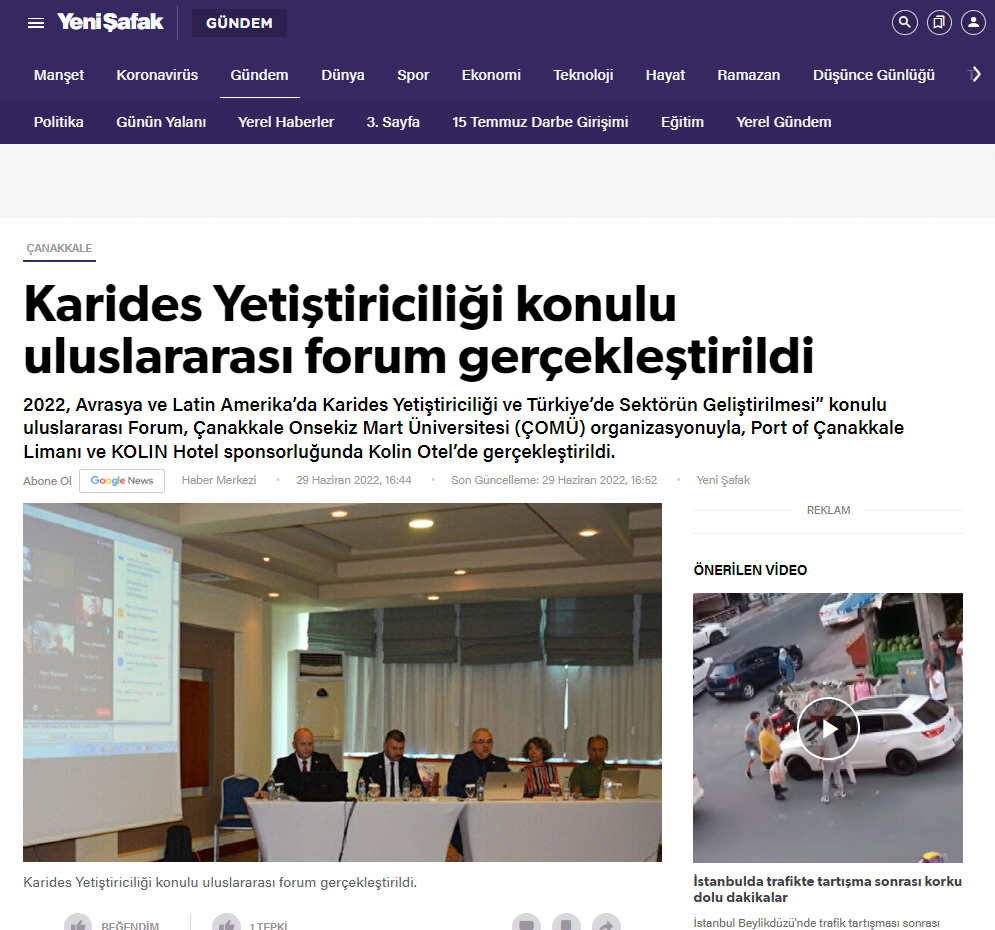 Yeni Şafak
GÜNDEM
Manşet Koronavirüs Gündem Dünya Spor Ekonomi Teknoloji Hayat Ramazan Düşünce Günlüğü
Politika Günün Yalanı Yerel Haberler 3. Sayfa 15 Temmuz Darbe Girişimi Eğitim Yerel Gündem
ÇANAKKALE
Karides Yetiştiriciliği konulu
uluslararası forum gerçekleştirildi
2022, Avrasya ve Latin Amerika’da Karides Yetiştiriciliği ve Türkiye’de Sektörün Geliştirilmesi” konulu
uluslararası Forum, Çanakkale Onsekiz Mart Üniversitesi (ÇOMÜ) organizasyonuyla, Port of Çanakkale
Limanı ve KOLIN Hotel sponsorluğunda Kolin Otel’de gerçekleştirildi.
Abone Ol Google News Haber Merkezi • 29 Haziran 2022, 16:44 • Son Güncelleme: 29 Haziran 2022, 16:52 • Yeni Şafak
REKLAM
ÖNERİLEN VİDEO
Karides Yetiştiriciliği konulu uluslararası forum gerçekleştirildi.
İstanbulda trafikte tartışma sonrası korku
dolu dakikalar
İstanbul Beylikdüzü'nde trafik tartışması sonrası
BEĞENDİM
1 TEPKİ